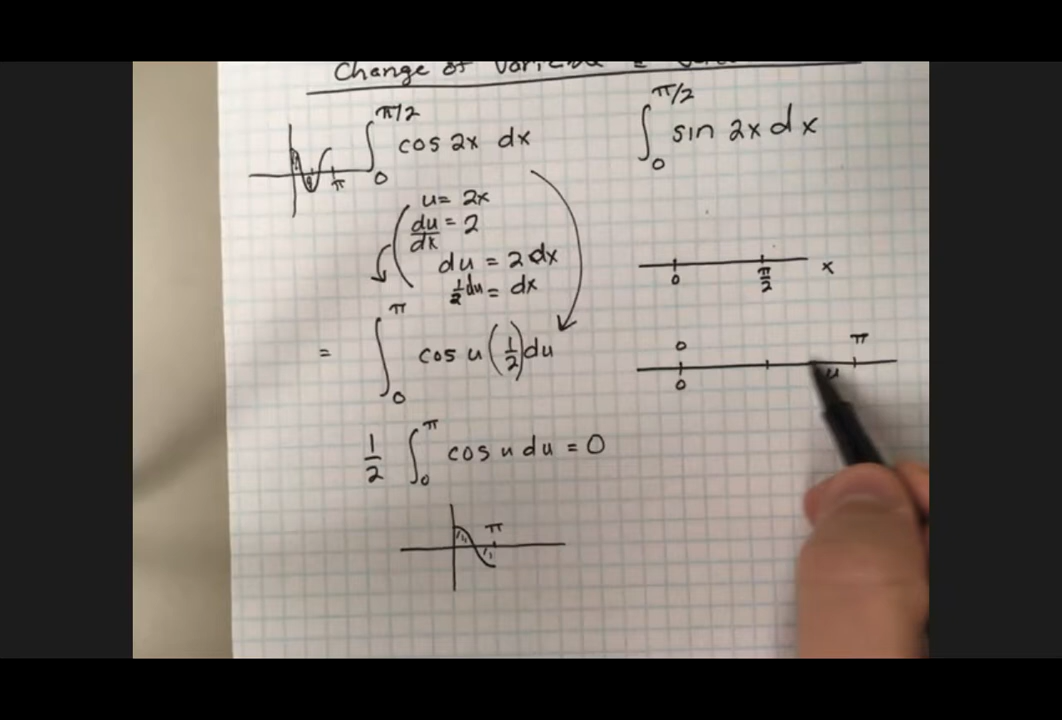 Change of Variable
∫₀^π/2 cos 2x dx
π
u = 2x
du/dx = 2
du = 2 dx
½ du = dx
= ∫₀^π cos u (½) du
½ ∫₀^π cos u du = 0
π
∫₀^π/2 sin 2x dx
0 π/2 x
0 π
0 u